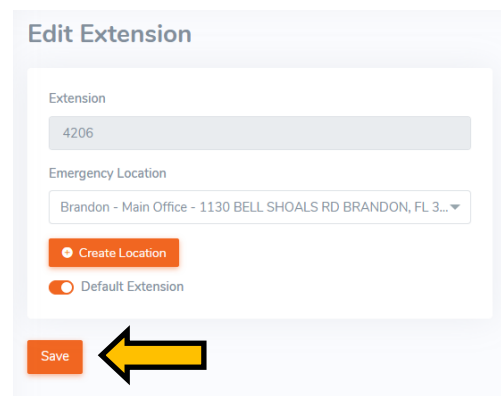 Edit Extension
Extension
4206
Emergency Location
Brandon - Main Office - 1130 BELL SHOALS RD BRANDON, FL 3...
Create Location
Default Extension
Save